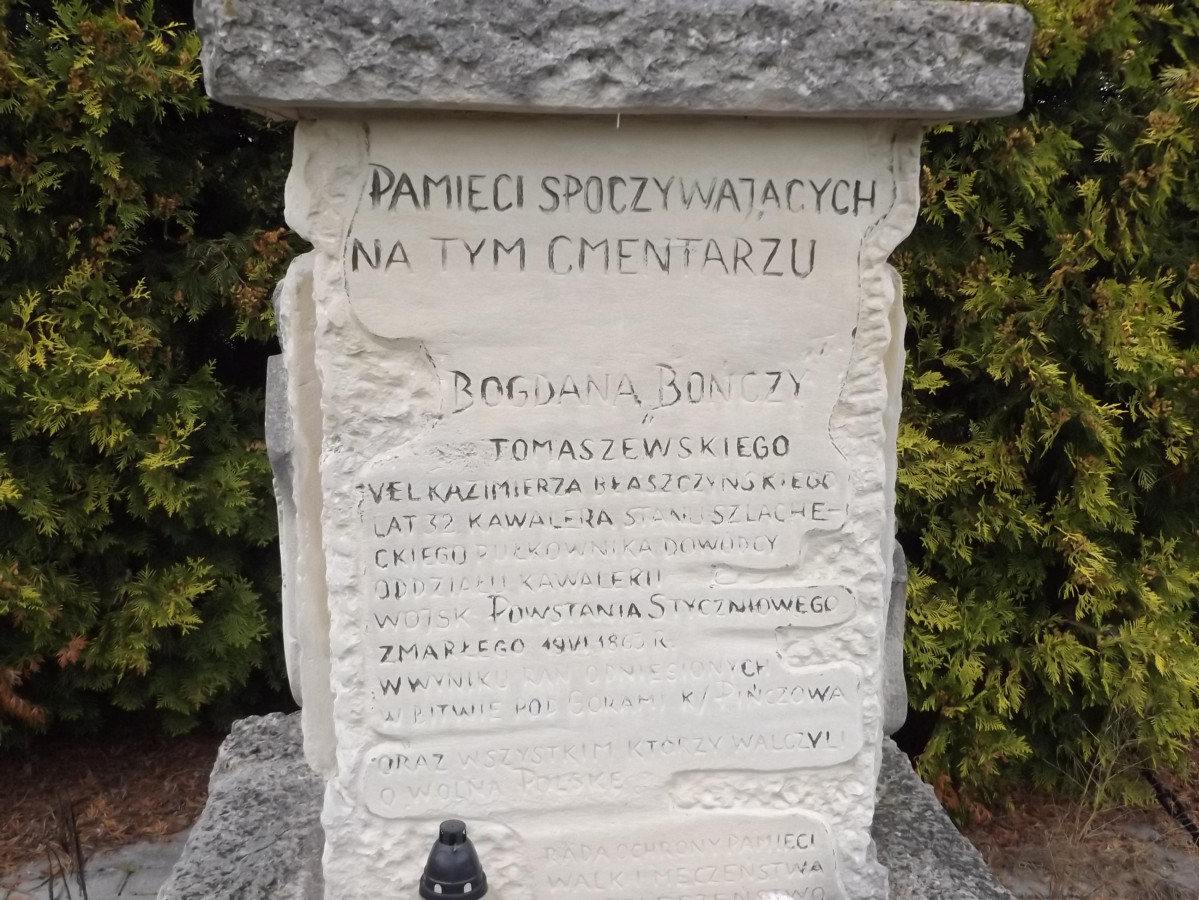 PAMIĘCI SPOCZYWAJĄCYCH
NA TYM CMENTARZU
BOGDANA "BOŃCZY"
TOMASZEWSKIEGO
VEL KAZIMIERZA BŁASZCZYŃSKIEGO
LAT 32 KAWALERA STANU SZLACHE-
CKIEGO PUŁKOWNIKA DOWÓDCY
ODDZIAŁU KAWALERII
WOJSK POWSTANIA STYCZNIOWEGO
ZMARŁEGO 19 VI 1863 R.
W WYNIKU RAN ODNIESIONYCH
W BITWIE POD GÓRAMI K/PIŃCZOWA
ORAZ WSZYSTKIM KTÓRZY WALCZYLI
O WOLNĄ POLSKĘ
RADA OCHRONY PAMIĘCI
WALK I MĘCZEŃSTWA